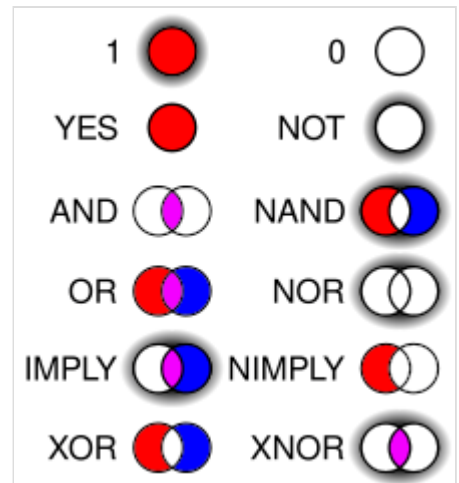 1 0
YES NOT
AND NAND
OR NOR
IMPLY NIMPLY
XOR XNOR